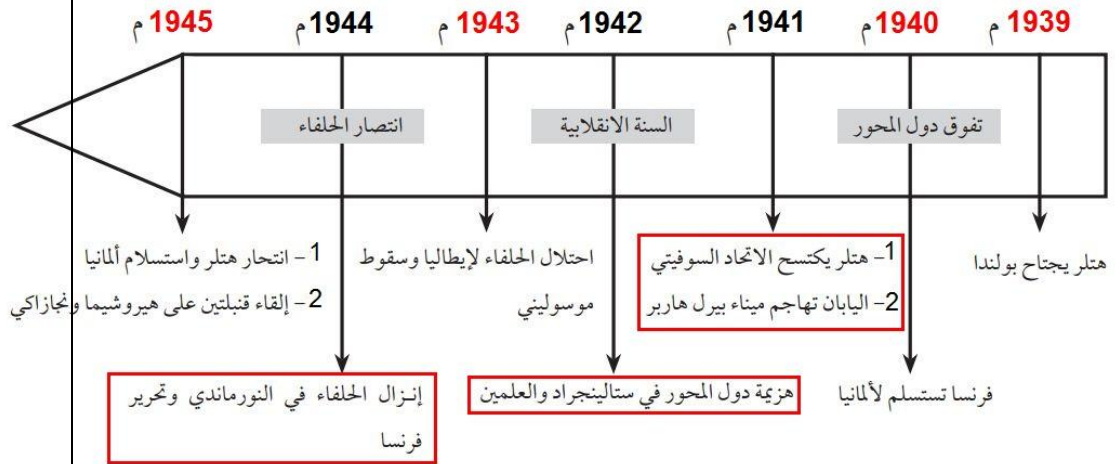 1939 م
1940 م
1941 م
1942 م
1943 م
1944 م
1945 م
تفوق دول المحور
السنة الانقلابية
انتصار الحلفاء
هتلر يجتاح بولندا
1- هتلر يكتسح الاتحاد السوفيتي
2- اليابان تهاجم ميناء بيرل هاربر
احتلال الحلفاء لإيطاليا وسقوط
موسوليني
1- انتحار هتلر واستسلام ألمانيا
2- إلقاء قنبلتين على هيروشيما ونجازاكي
فرنسا تستسلم لألمانيا
هزيمة دول المحور في ستالينجراد والعلمين
إنزال الحلفاء في النورماندي وتحرير
فرنسا